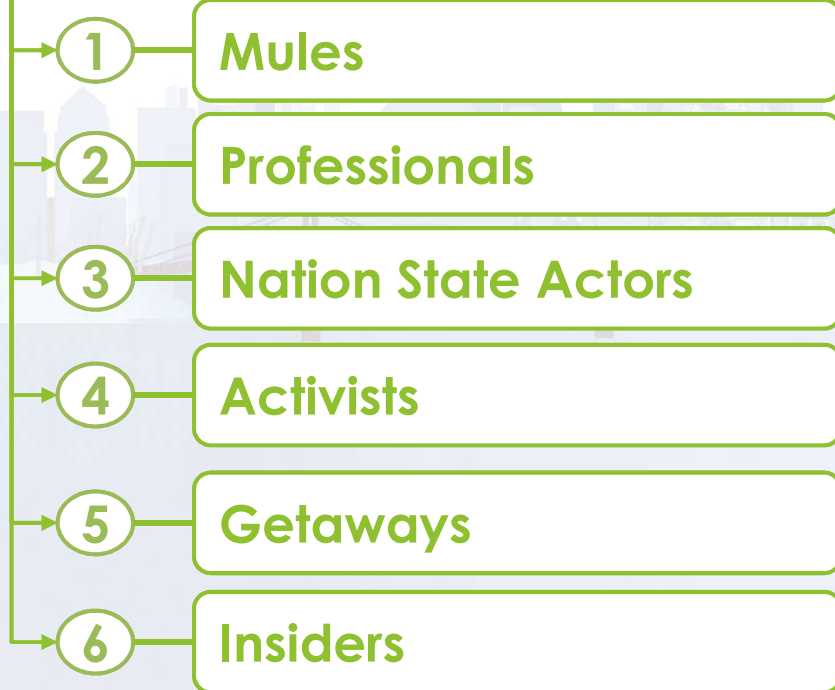 1 Mules
2 Professionals
3 Nation State Actors
4 Activists
5 Getaways
6 Insiders